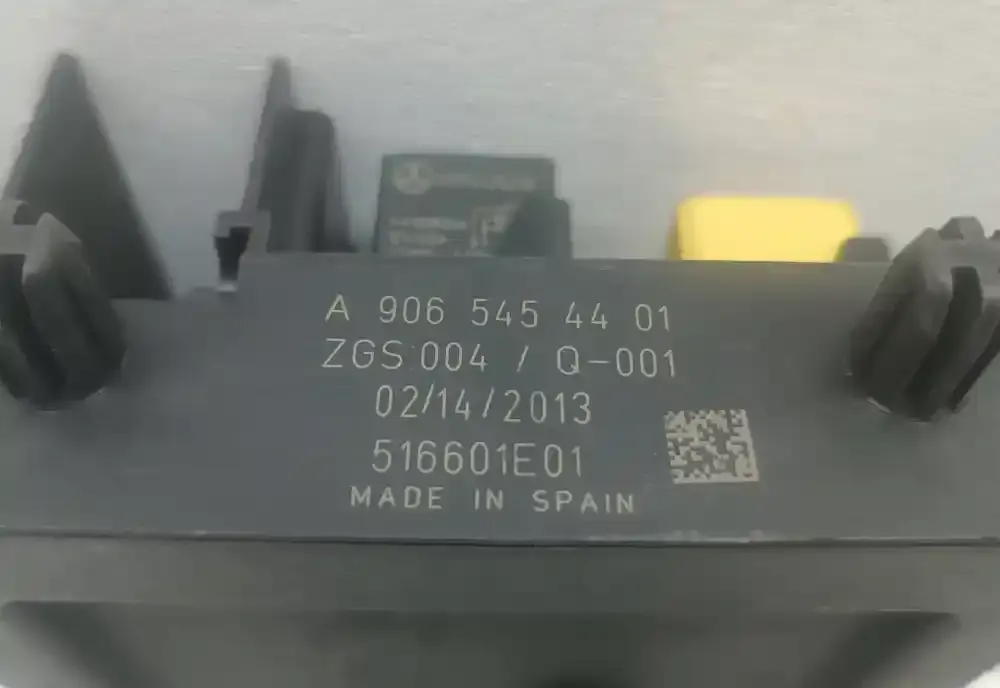 A 906 545 44 01
ZGS:004 / Q-001
02/14/2013
516601E01
MADE IN SPAIN